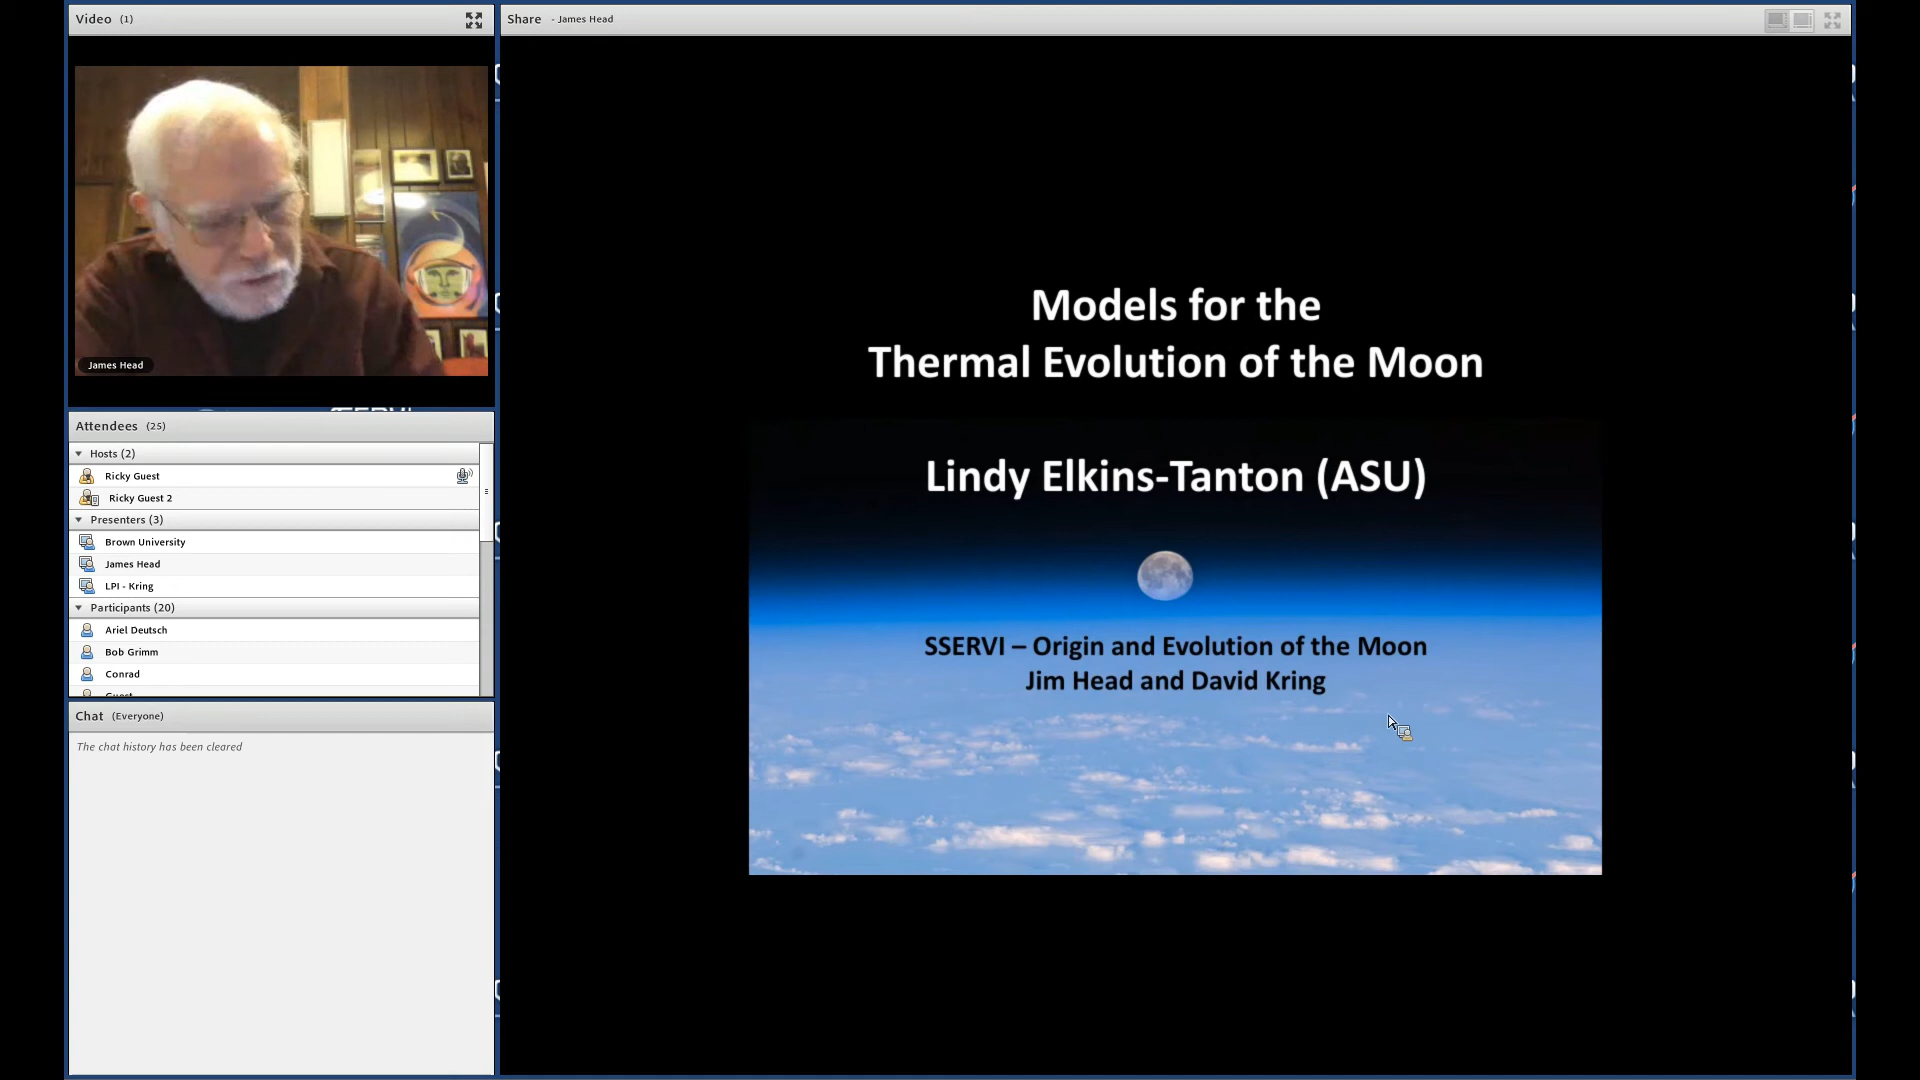 Video (1)
James Head
Attendees (25)
Hosts (2)
Ricky Guest
Ricky Guest 2
Presenters (3)
Brown University
James Head
LPI - Kring
Participants (20)
Ariel Deutsch
Bob Grimm
Conrad
Guest
Chat (Everyone)
The chat history has been cleared
Share - James Head
Models for the
Thermal Evolution of the Moon
Lindy Elkins-Tanton (ASU)
SSERVI – Origin and Evolution of the Moon
Jim Head and David Kring